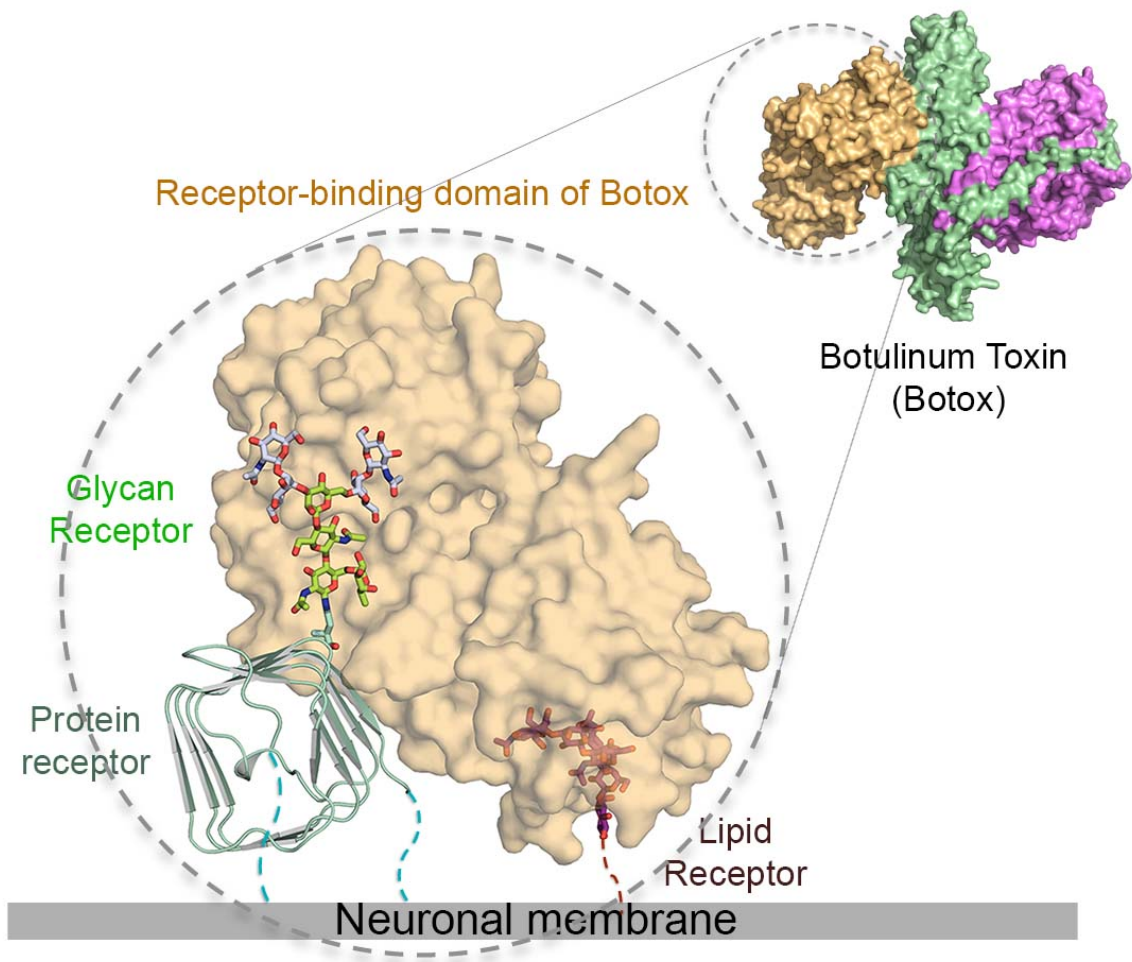 Receptor-binding domain of Botox
Botulinum Toxin
(Botox)
Glycan
Receptor
Protein
receptor
Lipid
Receptor
Neuronal membrane